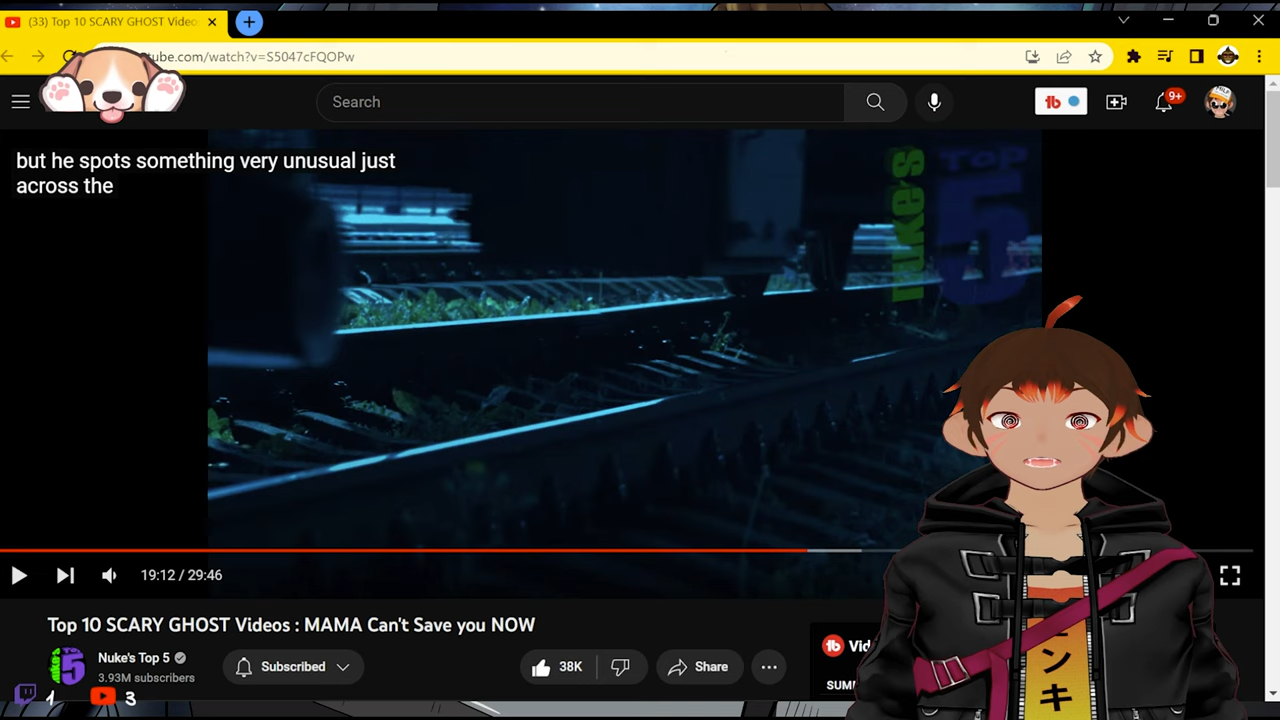 (33) Top 10 SCARY GHOST Video
tube.com/watch?v=S5047cFQOPw
Search
9+
but he spots something very unusual just
across the
Nuke's
TOP
5
19:12 / 29:46
Top 10 SCARY GHOST Videos : MAMA Can't Save you NOW
Nuke's Top 5
3.93M subscribers
Subscribed
38K
Share
Vid
SUM
1
3
ンキ